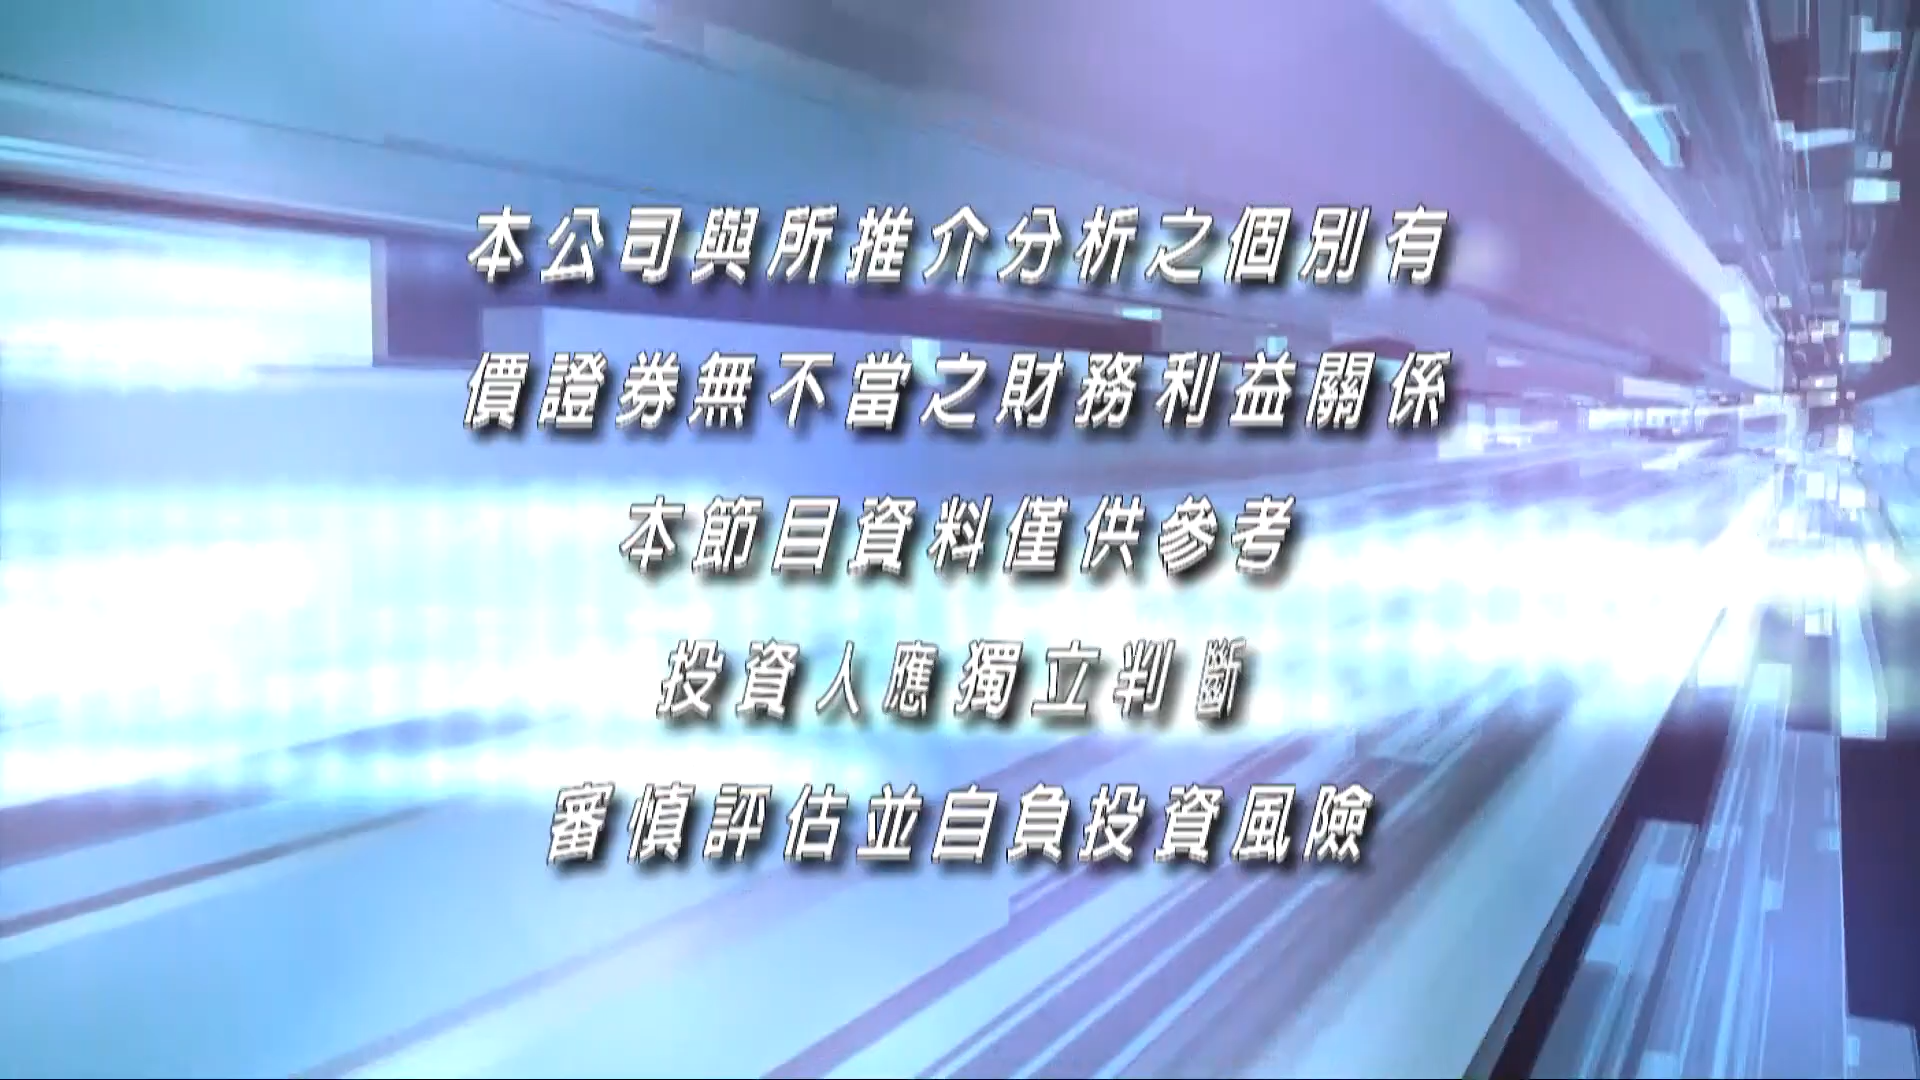 本公司與所推介分析之個別有
價證券無不當之財務利益關係
本節目資料僅供參考
投資人應獨立判斷
審慎評估並自負投資風險